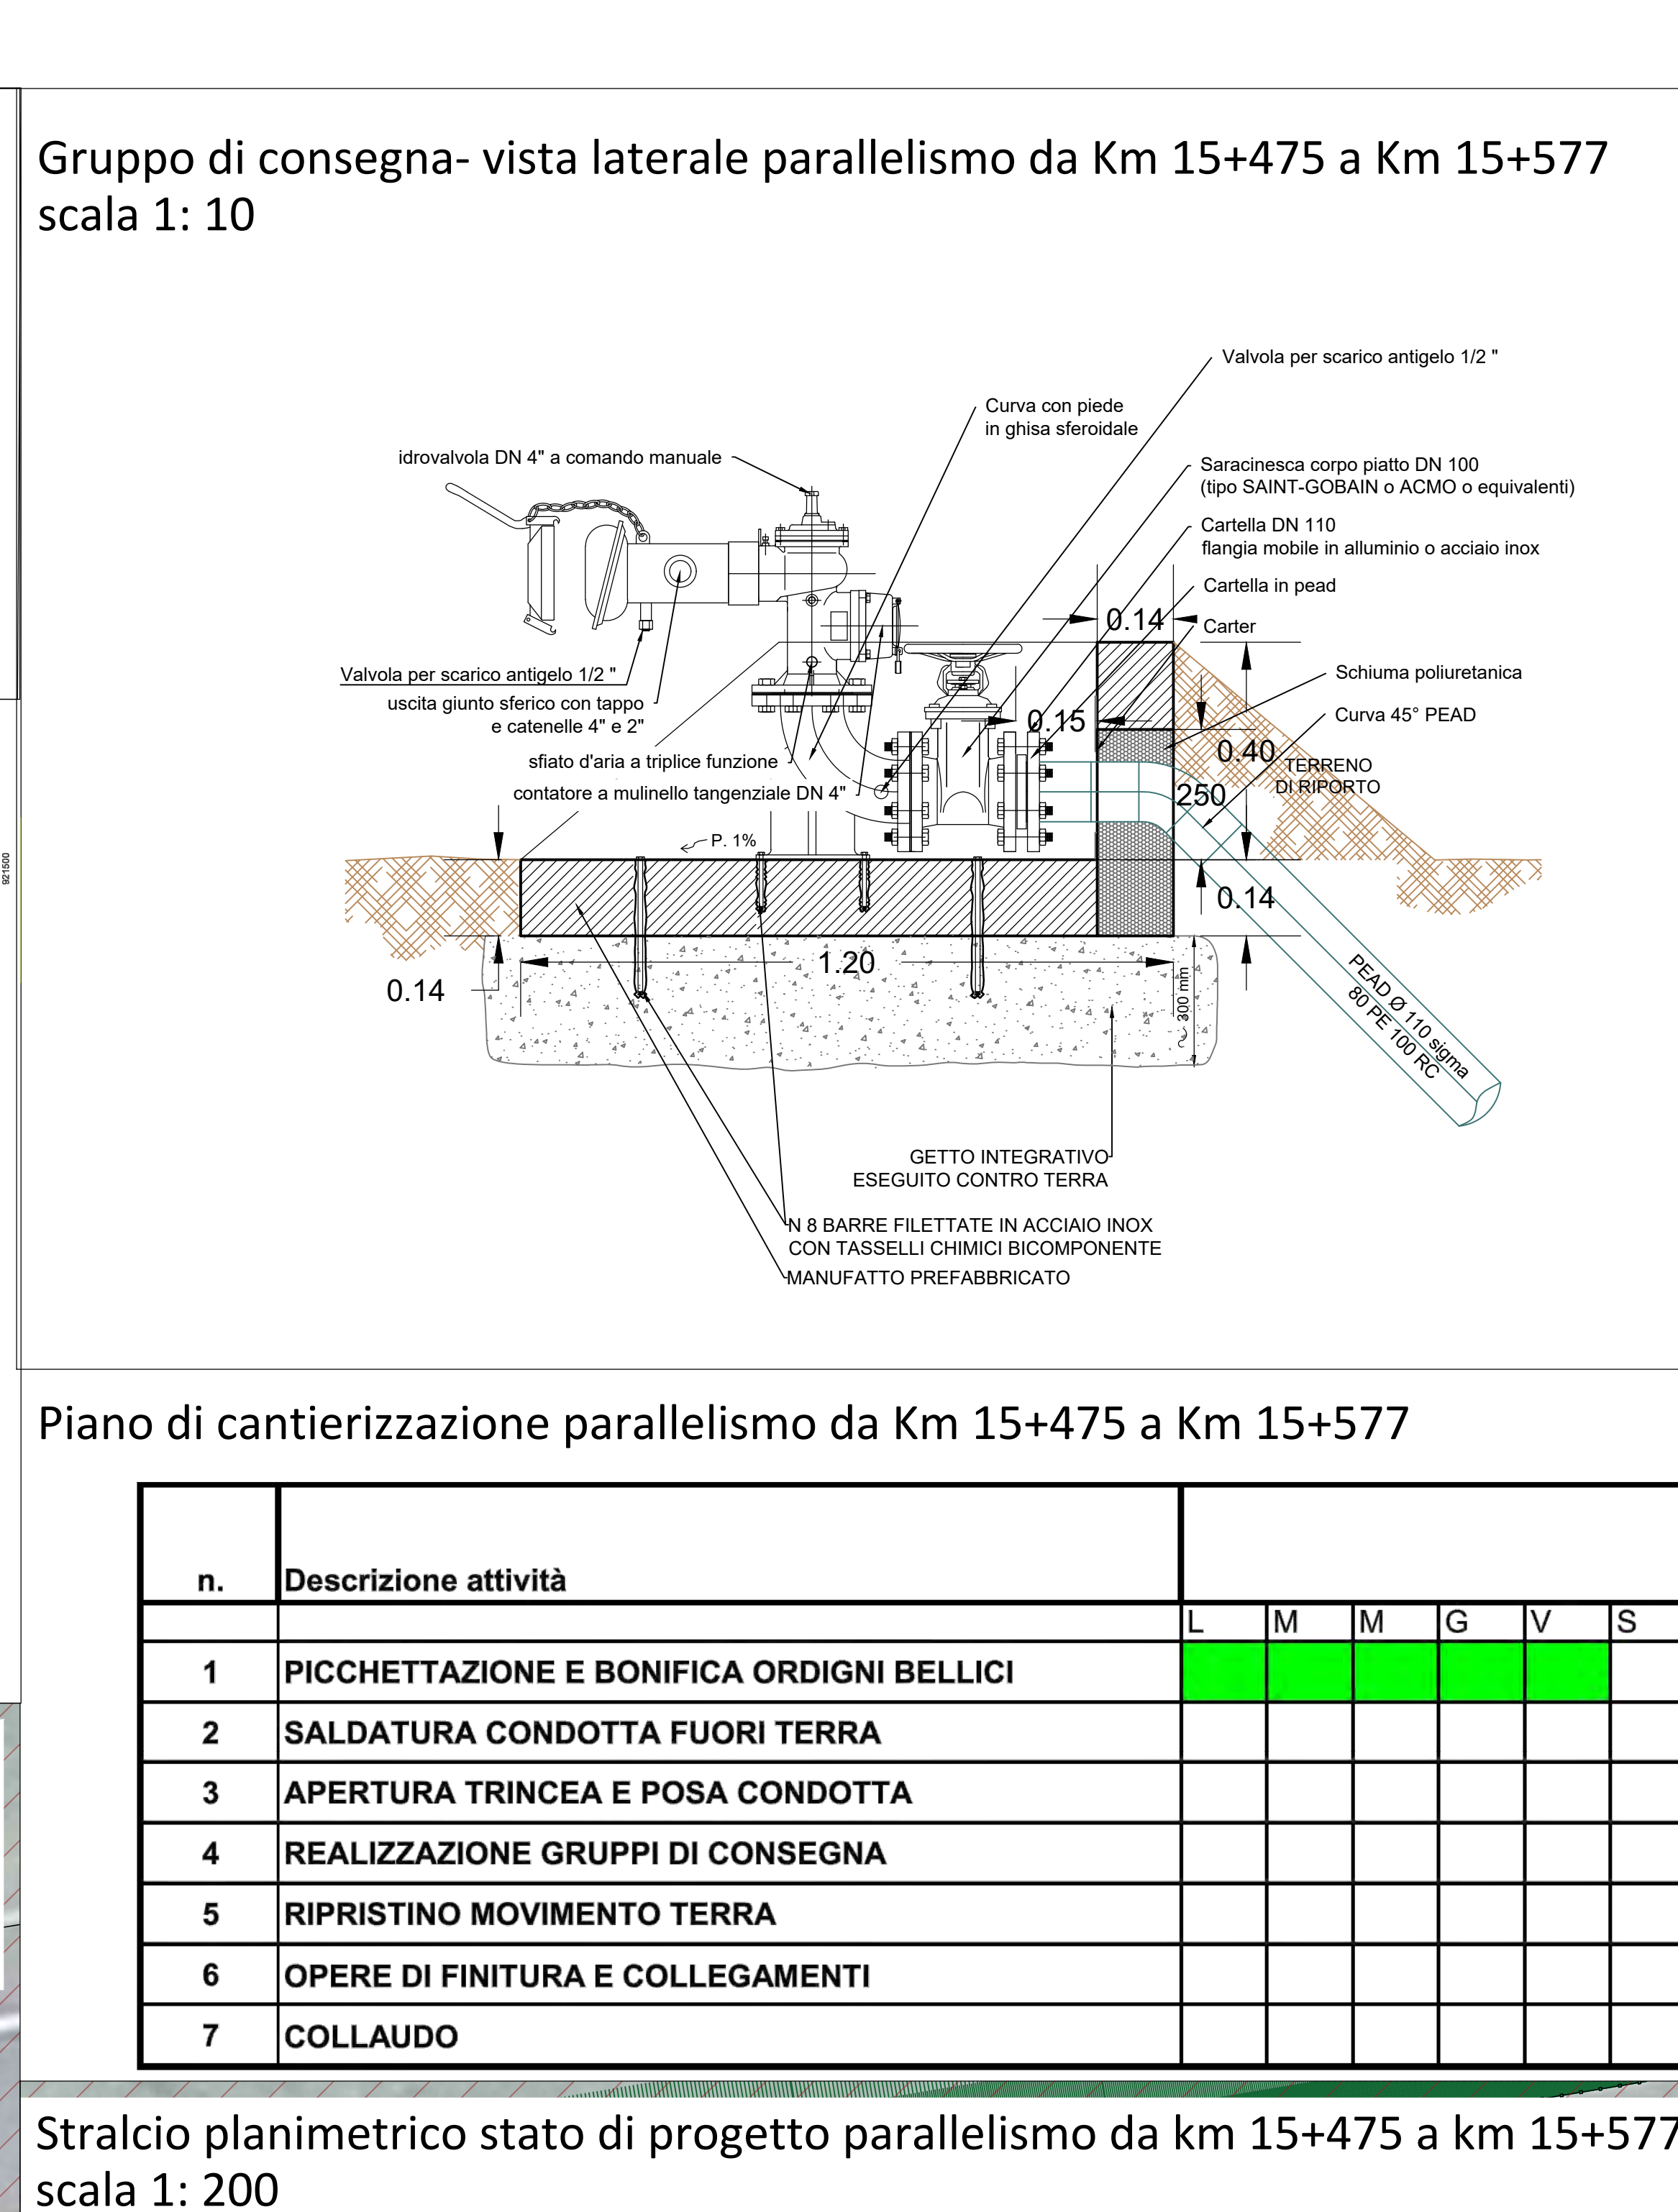 Gruppo di consegna- vista laterale parallelismo da Km 15+475 a Km 15+577
scala 1: 10
Valvola per scarico antigelo 1/2 "
Curva con piede
in ghisa sferoidale
idrovalvola DN 4" a comando manuale
Saracinesca corpo piatto DN 100
(tipo SAINT-GOBAIN o ACMO o equivalenti)
Cartella DN 110
flangia mobile in alluminio o acciaio inox
Cartella in pead
0.14
Carter
Valvola per scarico antigelo 1/2 "
Schiuma poliuretanica
uscita giunto sferico con tappo
e catenelle 4" e 2"
0.15
Curva 45° PEAD
sfiato d'aria a triplice funzione
0.40
TERRENO
DI RIPORTO
contatore a mulinello tangenziale DN 4"
250
P. 1%
921500
0.14
1.20
0.14
~ 300 mm
PEAD Ø 110 sigma
80 PE 100 RC
GETTO INTEGRATIVO
ESEGUITO CONTRO TERRA
N 8 BARRE FILETTATE IN ACCIAIO INOX
CON TASSELLI CHIMICI BICOMPONENTE
MANUFATTO PREFABBRICATO
Piano di cantierizzazione parallelismo da Km 15+475 a Km 15+577
n. Descrizione attività
L M M G V S
1 PICCHETTAZIONE E BONIFICA ORDIGNI BELLICI
2 SALDATURA CONDOTTA FUORI TERRA
3 APERTURA TRINCEA E POSA CONDOTTA
4 REALIZZAZIONE GRUPPI DI CONSEGNA
5 RIPRISTINO MOVIMENTO TERRA
6 OPERE DI FINITURA E COLLEGAMENTI
7 COLLAUDO
Stralcio planimetrico stato di progetto parallelismo da km 15+475 a km 15+577
scala 1: 200